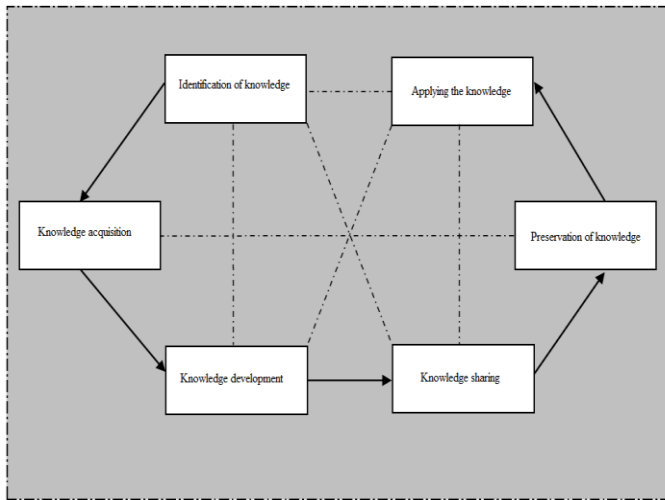 Identification of knowledge
Applying the knowledge
Knowledge acquisition
Preservation of knowledge
Knowledge development
Knowledge sharing